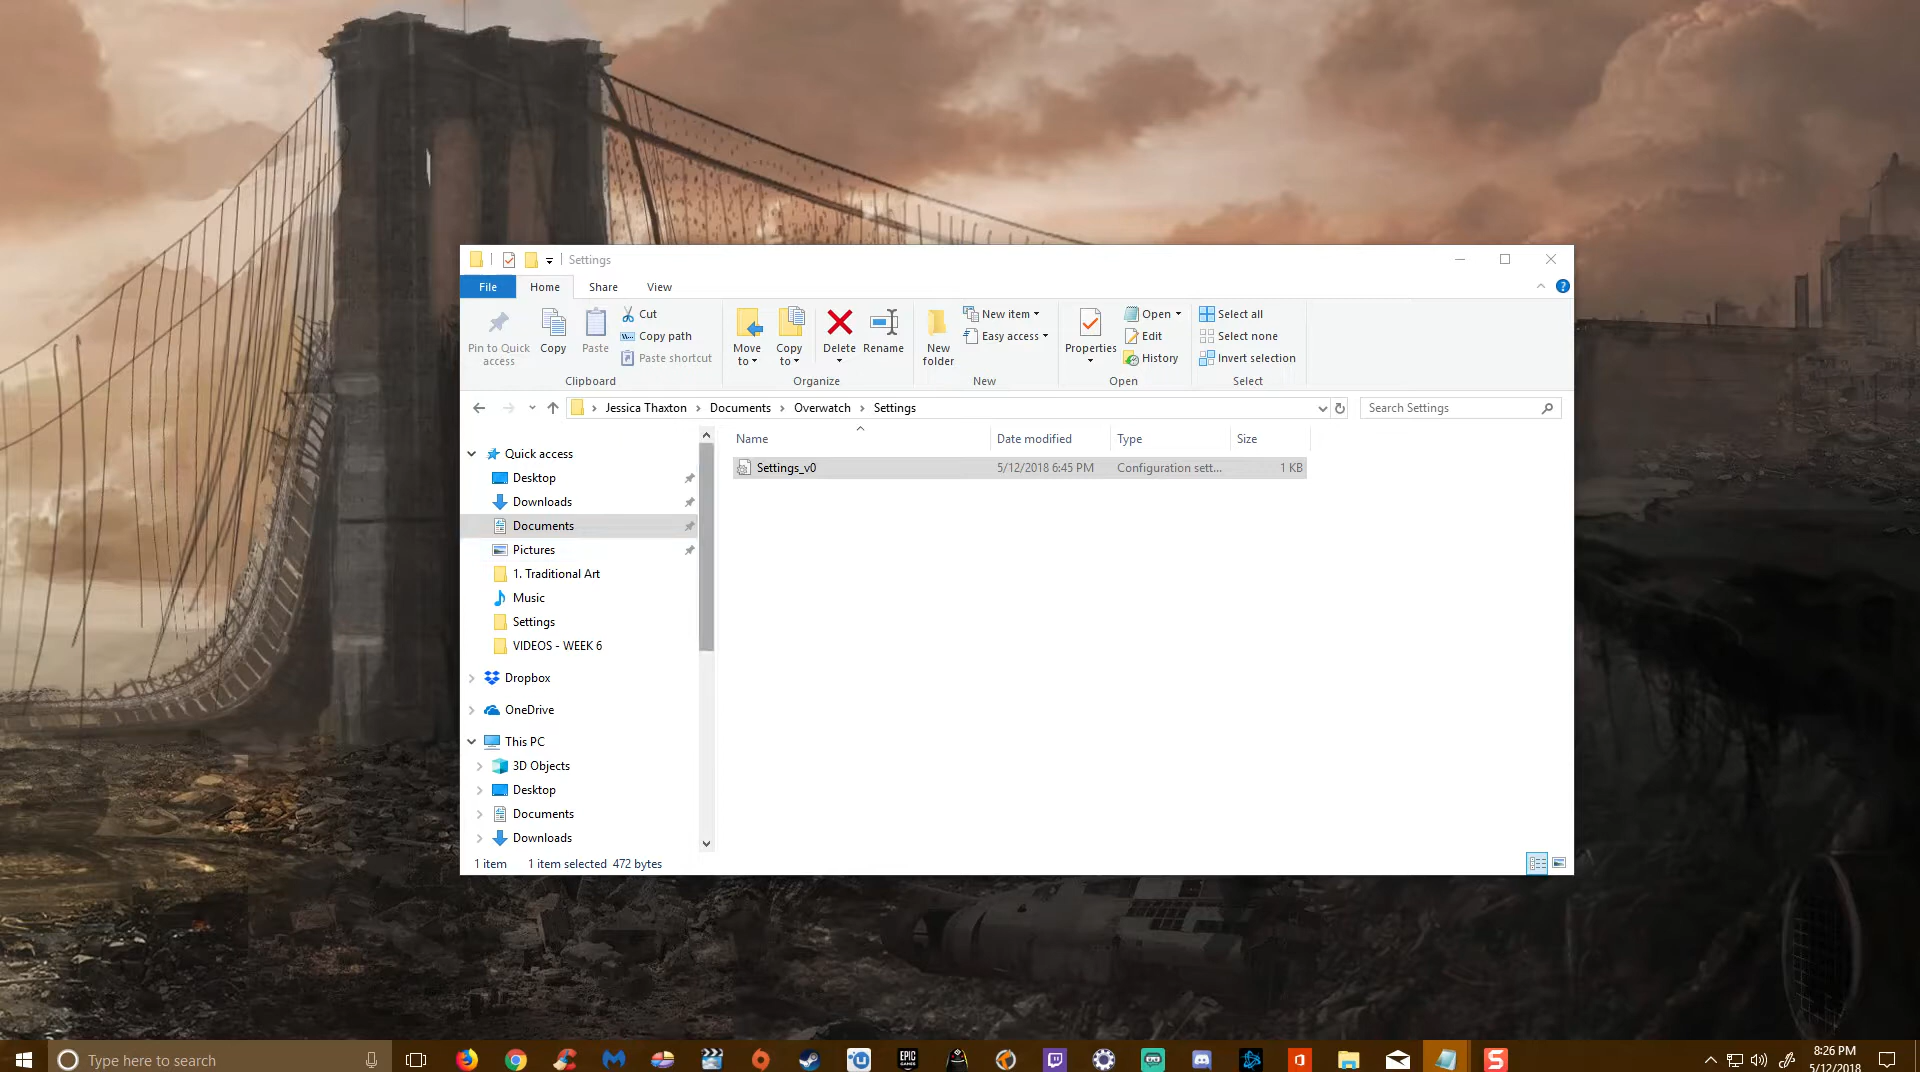 Settings
File
Home
Share
View
Pin to Quick
access
Copy
Paste
Cut
Copy path
Paste shortcut
Clipboard
Move
to
Copy
to
Delete
Rename
Organize
New
folder
New item
Easy access
New
Properties
Open
Edit
History
Open
Select all
Select none
Invert selection
Select
Jessica Thaxton
Documents
Overwatch
Settings
Search Settings
Name
Date modified
Type
Size
Settings_v0
5/12/2018 6:45 PM
Configuration sett...
1 KB
Quick access
Desktop
Downloads
Documents
Pictures
1. Traditional Art
Music
Settings
VIDEOS - WEEK 6
Dropbox
OneDrive
This PC
3D Objects
Desktop
Documents
Downloads
1 item
1 item selected 472 bytes
Type here to search
EPIC
GAMES
8:26 PM
5/12/2018